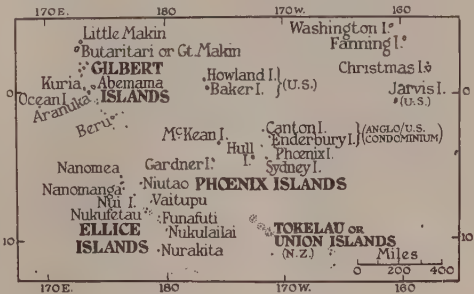 170 E. 180 170 W. 160
Little Makin
Washington I.
Butaritari or Gt. Makin
Fanning I.
GILBERT
Christmas I.
Kuria
Abemama
Howland I.
Baker I.
(U.S.)
Jarvis I.
(U.S.)
0
0
Ocean I.
ISLANDS
Aranuka
Beru
McKean I.
Canton I.
Enderbury I.
(ANGLO/U.S.
CONDOMINIUM)
Hull
I.
Phœnix I.
Gardner I.
Sydney I.
Nanomea
Niutao
PHŒNIX ISLANDS
Nanomanga
Nui I.
Vaitupu
Nukufetau
Funafuti
ELLICE
ISLANDS
Nukulailai
TOKELAU OR
UNION ISLANDS
(N.Z.)
Nurakita
Miles
0 200 400
10
10
170 E. 180 170 W. 160